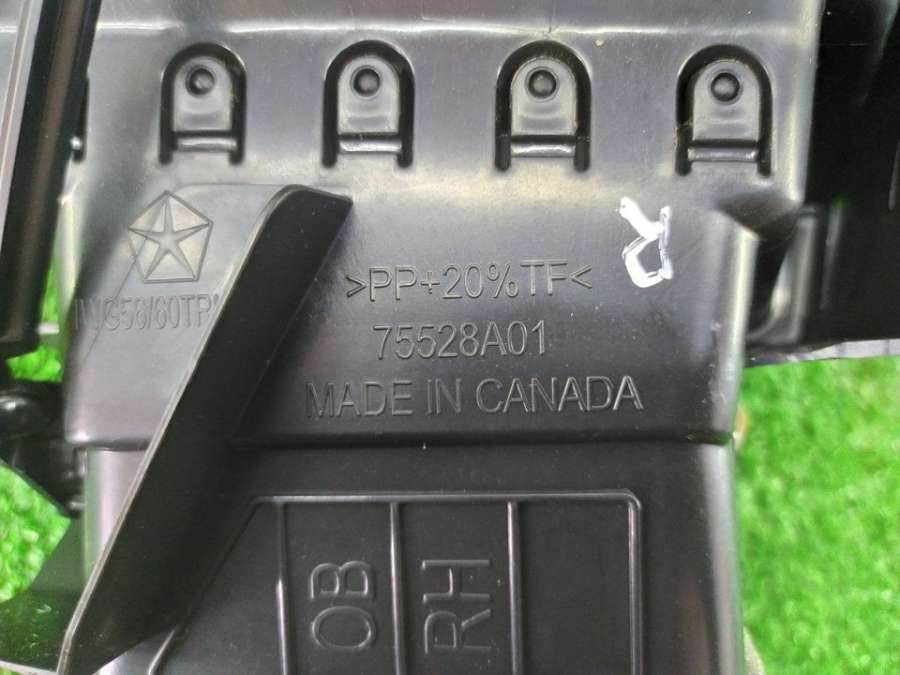 >PP+20%TF<
75528A01
MADE IN CANADA
R
OB
RH